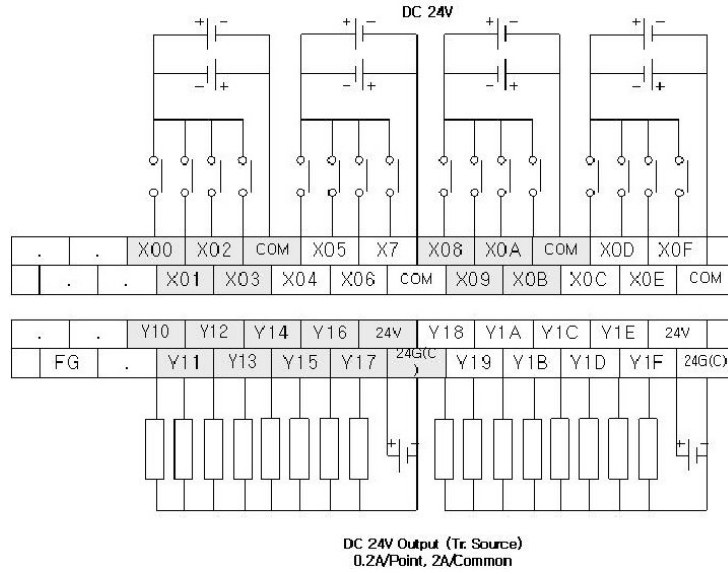 DC 24V
+ - + - + - + -
- + - + - + - +
. . X00 X02 COM X05 X7 X08 X0A COM X0D X0F
. . X01 X03 X04 X06 COM X09 X0B X0C X0E COM
. . Y10 Y12 Y14 Y16 24V Y18 Y1A Y1C Y1E 24V
FG . Y11 Y13 Y15 Y17 24G(C) Y19 Y1B Y1D Y1F 24G(C)
+ - + -
DC 24V Output (Tr. Source)
0.2A/Point, 2A/Common